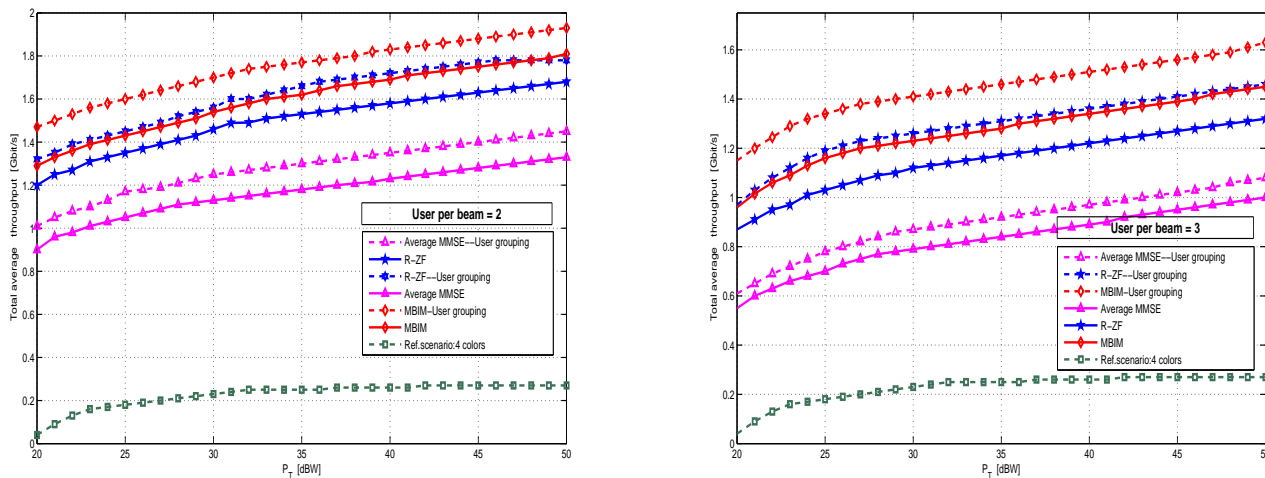 2
1.8
1.6
1.4
1.2
1
0.8
0.6
0.4
0.2
0
Total average throughput [Gbit/s]
20 25 30 35 40 45 50
P_T [dBW]
User per beam = 2
Average MMSE−−User grouping
R−ZF
R−ZF−−User grouping
Average MMSE
MBIM−User grouping
MBIM
Ref.scenario:4 colors
1.6
1.4
1.2
1
0.8
0.6
0.4
0.2
0
Total average throughput [Gbit/s]
20 25 30 35 40 45
P_T [dBW]
User per beam = 3
Average MMSE−−User grouping
R−ZF−−User grouping
MBIM−User grouping
Average MMSE
R−ZF
MBIM
Ref.scenario:4 colors